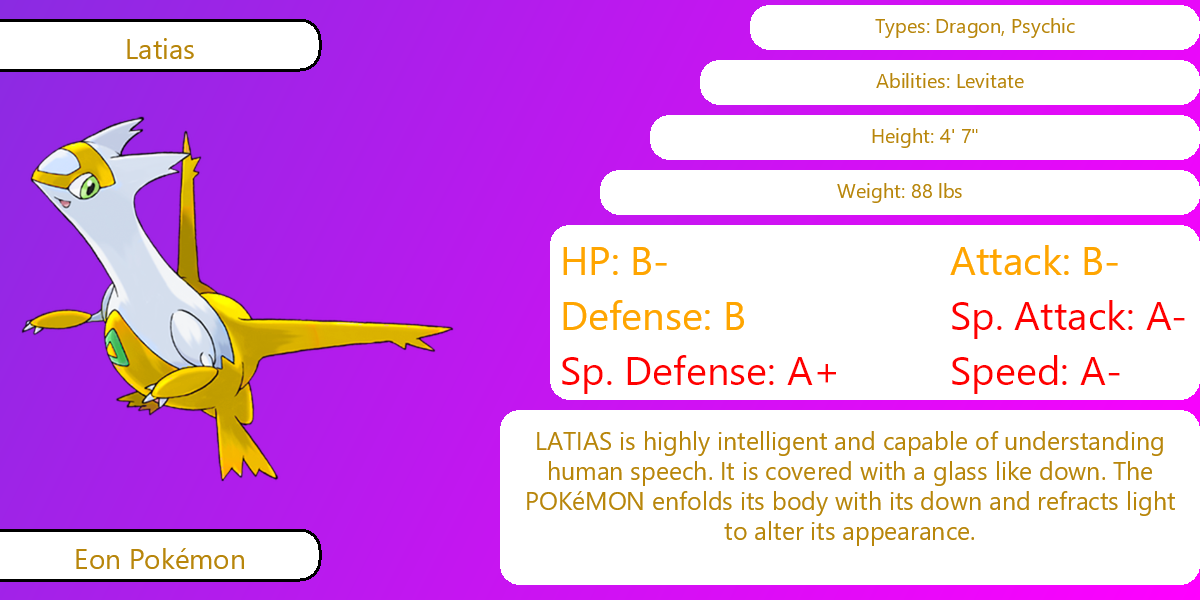 Latias
Types: Dragon, Psychic
Abilities: Levitate
Height: 4' 7"
Weight: 88 lbs
HP: B-
Attack: B-
Defense: B
Sp. Attack: A-
Sp. Defense: A+
Speed: A-
LATIAS is highly intelligent and capable of understanding
human speech. It is covered with a glass like down. The
POKéMON enfolds its body with its down and refracts light
to alter its appearance.
Eon Pokémon